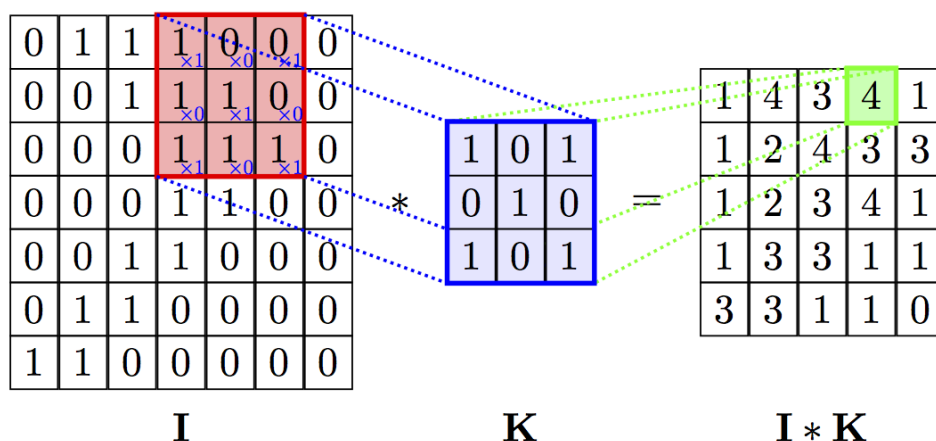 0 1 1 1×1 0×0 0×1 0
0 0 1 1×0 1×1 0×0 0
0 0 0 1×1 1×0 1×1 0
0 0 0 1 1 0 0
0 0 1 1 0 0 0
0 1 1 0 0 0 0
1 1 0 0 0 0 0
I
*
1 0 1
0 1 0
1 0 1
K
=
1 4 3 4 1
1 2 4 3 3
1 2 3 4 1
1 3 3 1 1
3 3 1 1 0
I * K